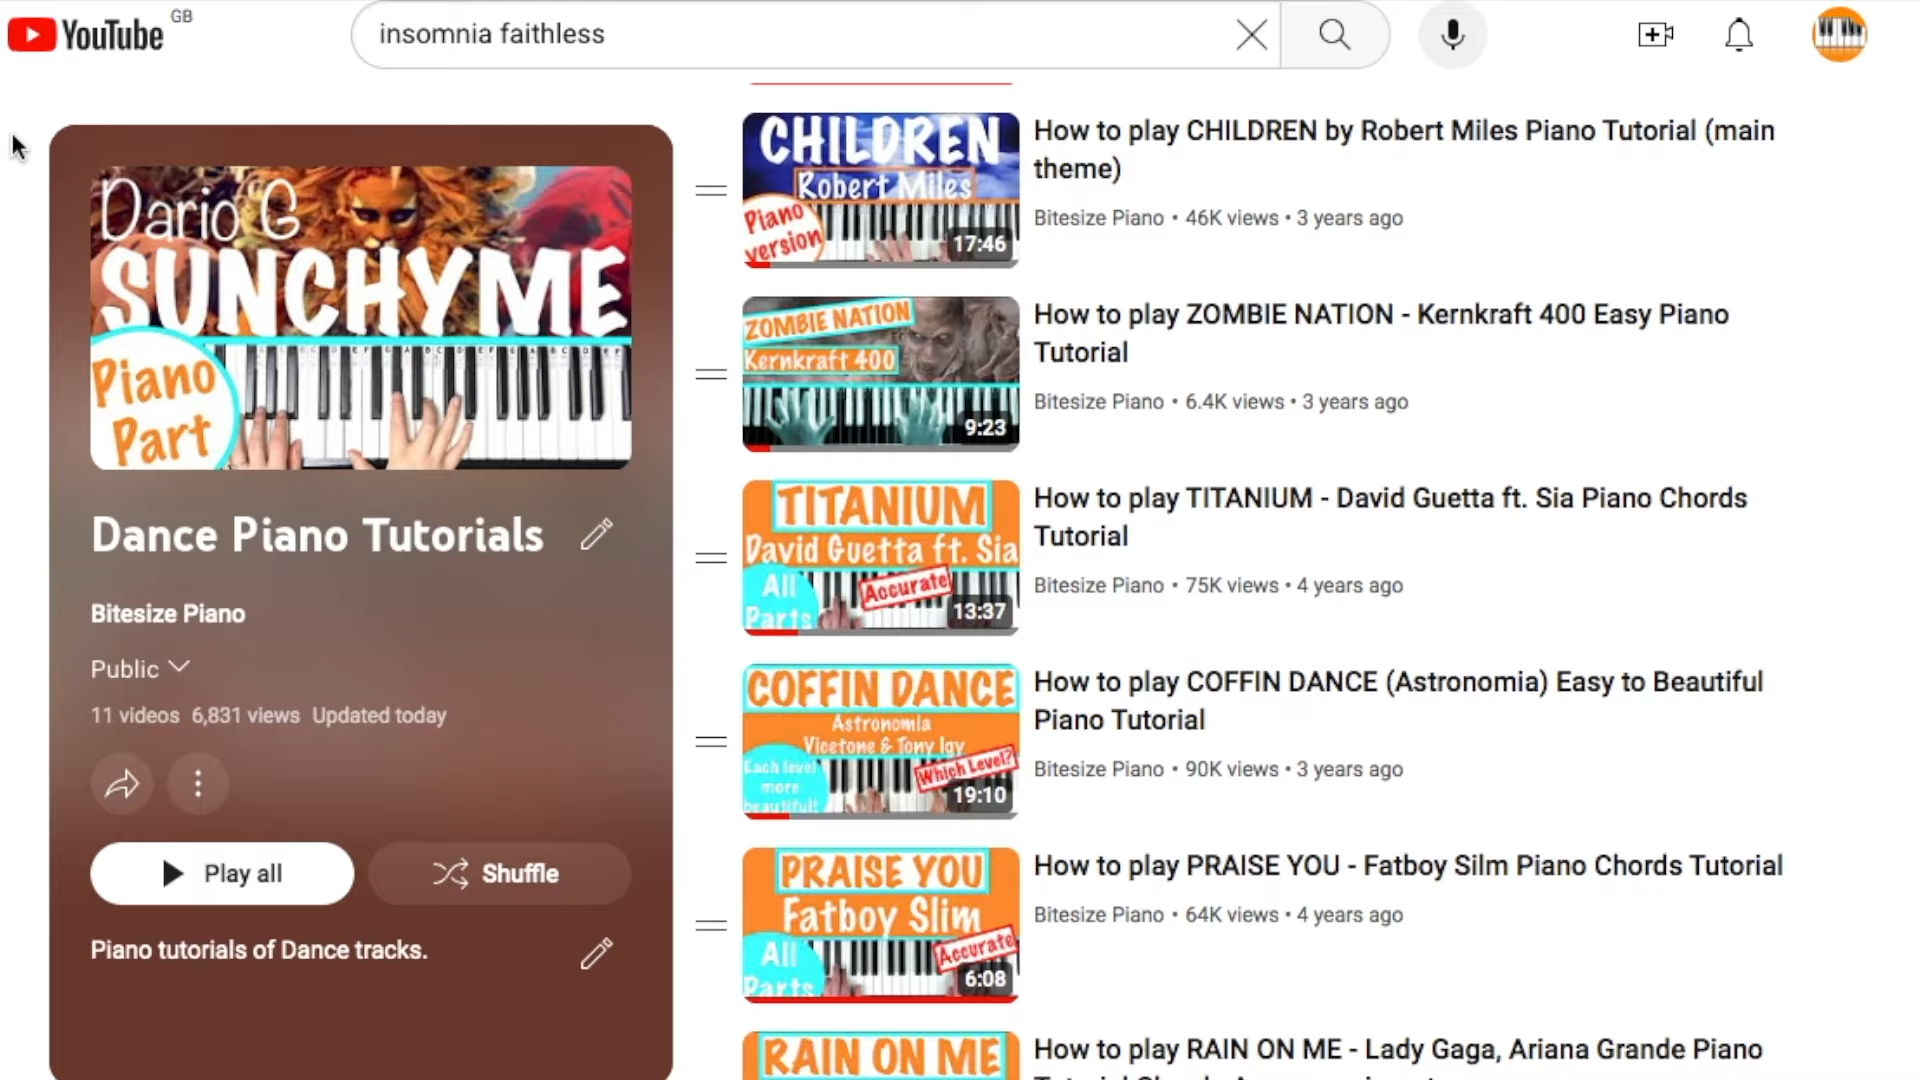 YouTube GB
insomnia faithless
Dario G
SUNCHYME
Piano
Part
Dance Piano Tutorials
Bitesize Piano
Public
11 videos 6,831 views Updated today
Play all
Shuffle
Piano tutorials of Dance tracks.
CHILDREN
Robert Miles
Piano
version
17:46
How to play CHILDREN by Robert Miles Piano Tutorial (main
theme)
Bitesize Piano • 46K views • 3 years ago
ZOMBIE NATION
Kernkraft 400
9:23
How to play ZOMBIE NATION - Kernkraft 400 Easy Piano
Tutorial
Bitesize Piano • 6.4K views • 3 years ago
TITANIUM
David Guetta ft. Sia
All
Parts
Accurate
13:37
How to play TITANIUM - David Guetta ft. Sia Piano Chords
Tutorial
Bitesize Piano • 75K views • 4 years ago
COFFIN DANCE
Astronomia
Vicetone & Tony Igy
Each level
more
beautiful!
Which Level?
19:10
How to play COFFIN DANCE (Astronomia) Easy to Beautiful
Piano Tutorial
Bitesize Piano • 90K views • 3 years ago
PRAISE YOU
Fatboy Slim
All
Parts
Accurate
6:08
How to play PRAISE YOU - Fatboy Silm Piano Chords Tutorial
Bitesize Piano • 64K views • 4 years ago
RAIN ON ME
How to play RAIN ON ME - Lady Gaga, Ariana Grande Piano